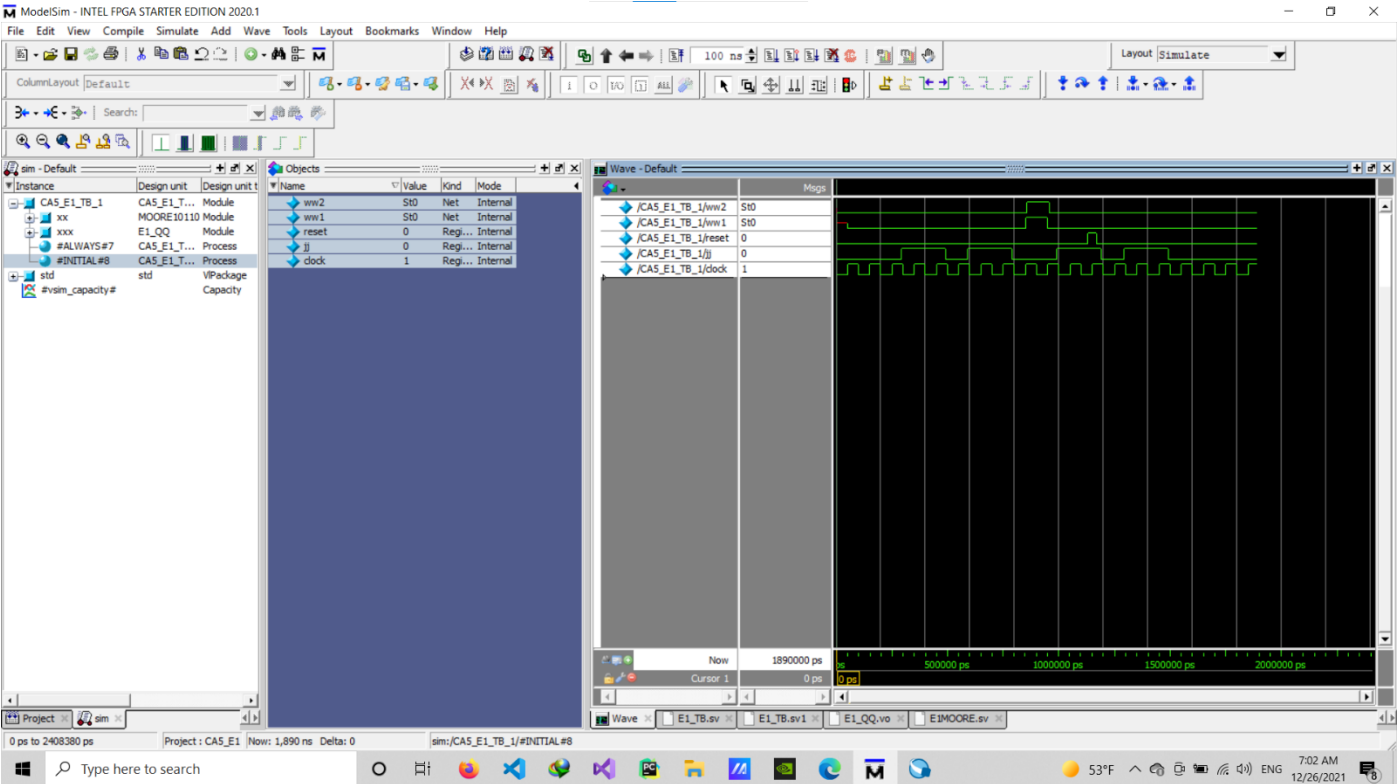 ModelSim - INTEL FPGA STARTER EDITION 2020.1
File Edit View Compile Simulate Add Wave Tools Layout Bookmarks Window Help
100 ns
Layout Simulate
ColumnLayout Default
Search:
sim - Default
Instance Design unit Design unit t
CA5_E1_TB_1 CA5_E1_T... Module
xx MOORE10110 Module
xxx E1_QQ Module
#ALWAYS#7 CA5_E1_T... Process
#INITIAL#8 CA5_E1_T... Process
std std VlPackage
#vsim_capacity# Capacity
Objects
Name Value Kind Mode
ww2 St0 Net Internal
ww1 St0 Net Internal
reset 0 Regi... Internal
jj 0 Regi... Internal
clock 1 Regi... Internal
Wave - Default
Msgs
/CA5_E1_TB_1/ww2 St0
/CA5_E1_TB_1/ww1 St0
/CA5_E1_TB_1/reset 0
/CA5_E1_TB_1/jj 0
/CA5_E1_TB_1/clock 1
Now 1890000 ps
ps 500000 ps 1000000 ps 1500000 ps 2000000 ps
Cursor 1 0 ps
0 ps
Project sim
Wave E1_TB.sv E1_TB.sv1 E1_QQ.vo E1MOORE.sv
0 ps to 2408380 ps Project : CA5_E1 Now: 1,890 ns Delta: 0 sim:/CA5_E1_TB_1/#INITIAL#8
Type here to search
53°F ENG 7:02 AM
12/26/2021
8